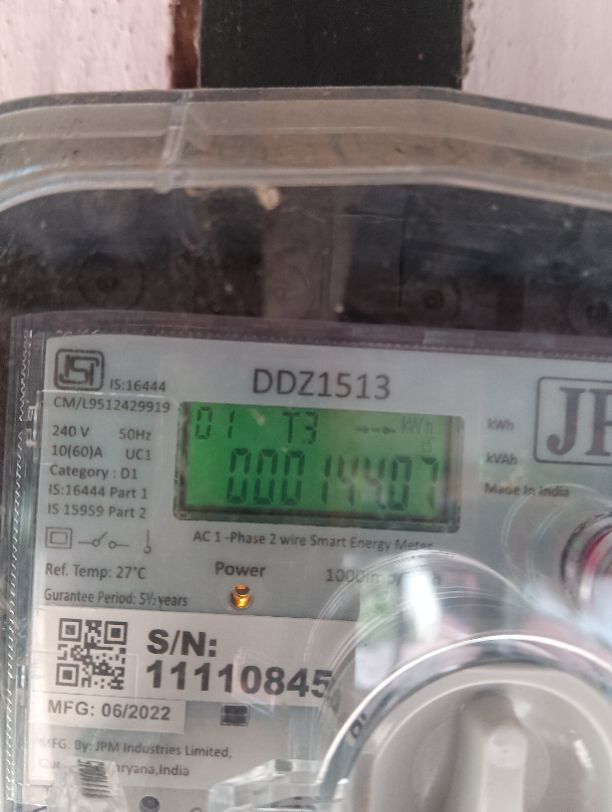 DDZ1513
IS:16444
CM/L9512429919
240 V 50Hz
10(60)A UC1
Category : D1
IS:16444 Part 1
IS 15959 Part 2
01 T3 kWh
00014407
kWh
kVAh
Made in India
AC 1 -Phase 2 wire Smart Energy Meter
Ref. Temp: 27°C
Power
Gurantee Period: 5½ years
S/N:
11110845
MFG: 06/2022
MFG. By: JPM Industries Limited,
India